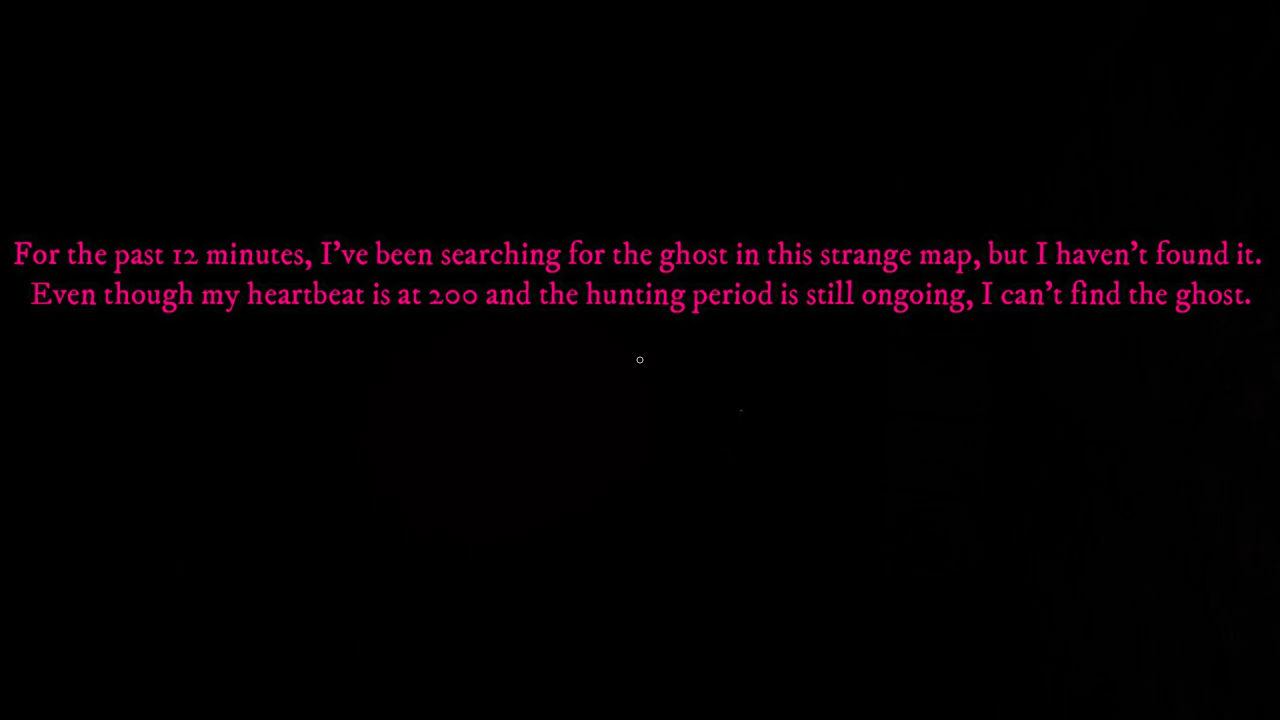 For the past 12 minutes, I've been searching for the ghost in this strange map, but I haven't found it.
Even though my heartbeat is at 200 and the hunting period is still ongoing, I can't find the ghost.